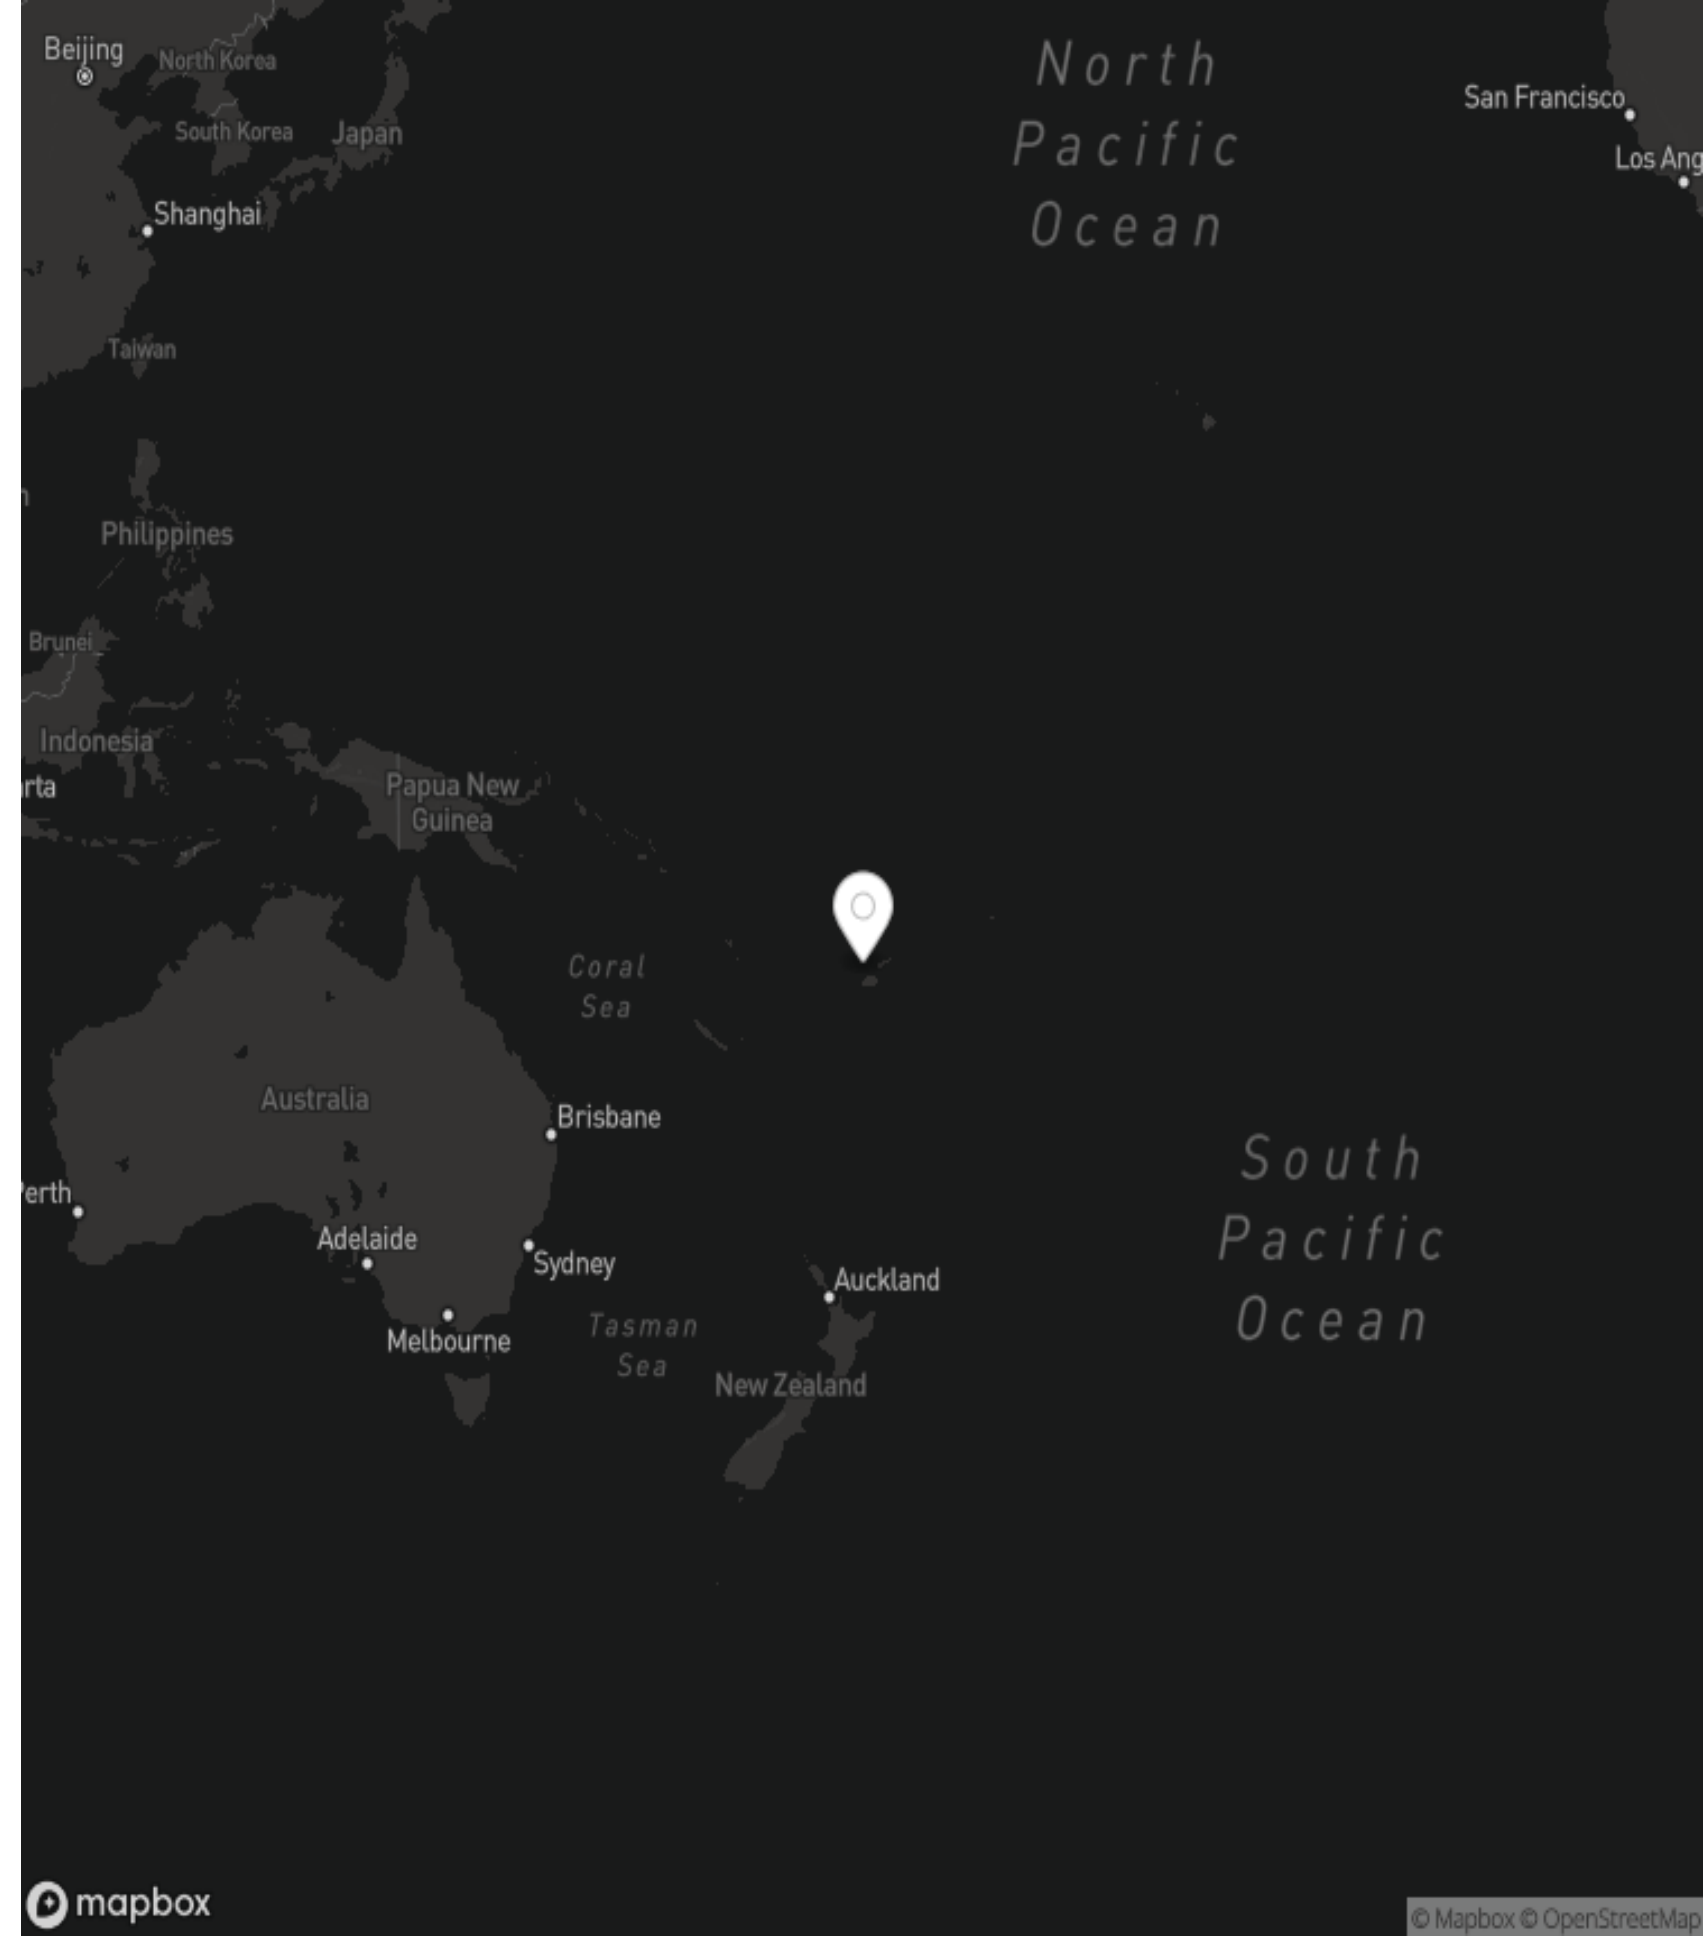 Beijing
North Korea
South Korea
Japan
Shanghai
Taiwan
North
Pacific
Ocean
San Francisco
Los Ang
Philippines
Brunei
Indonesia
rta
Papua New
Guinea
Coral
Sea
Australia
Brisbane
erth
Adelaide
Sydney
Melbourne
Tasman
Sea
Auckland
New Zealand
South
Pacific
Ocean
mapbox
© Mapbox © OpenStreetMap